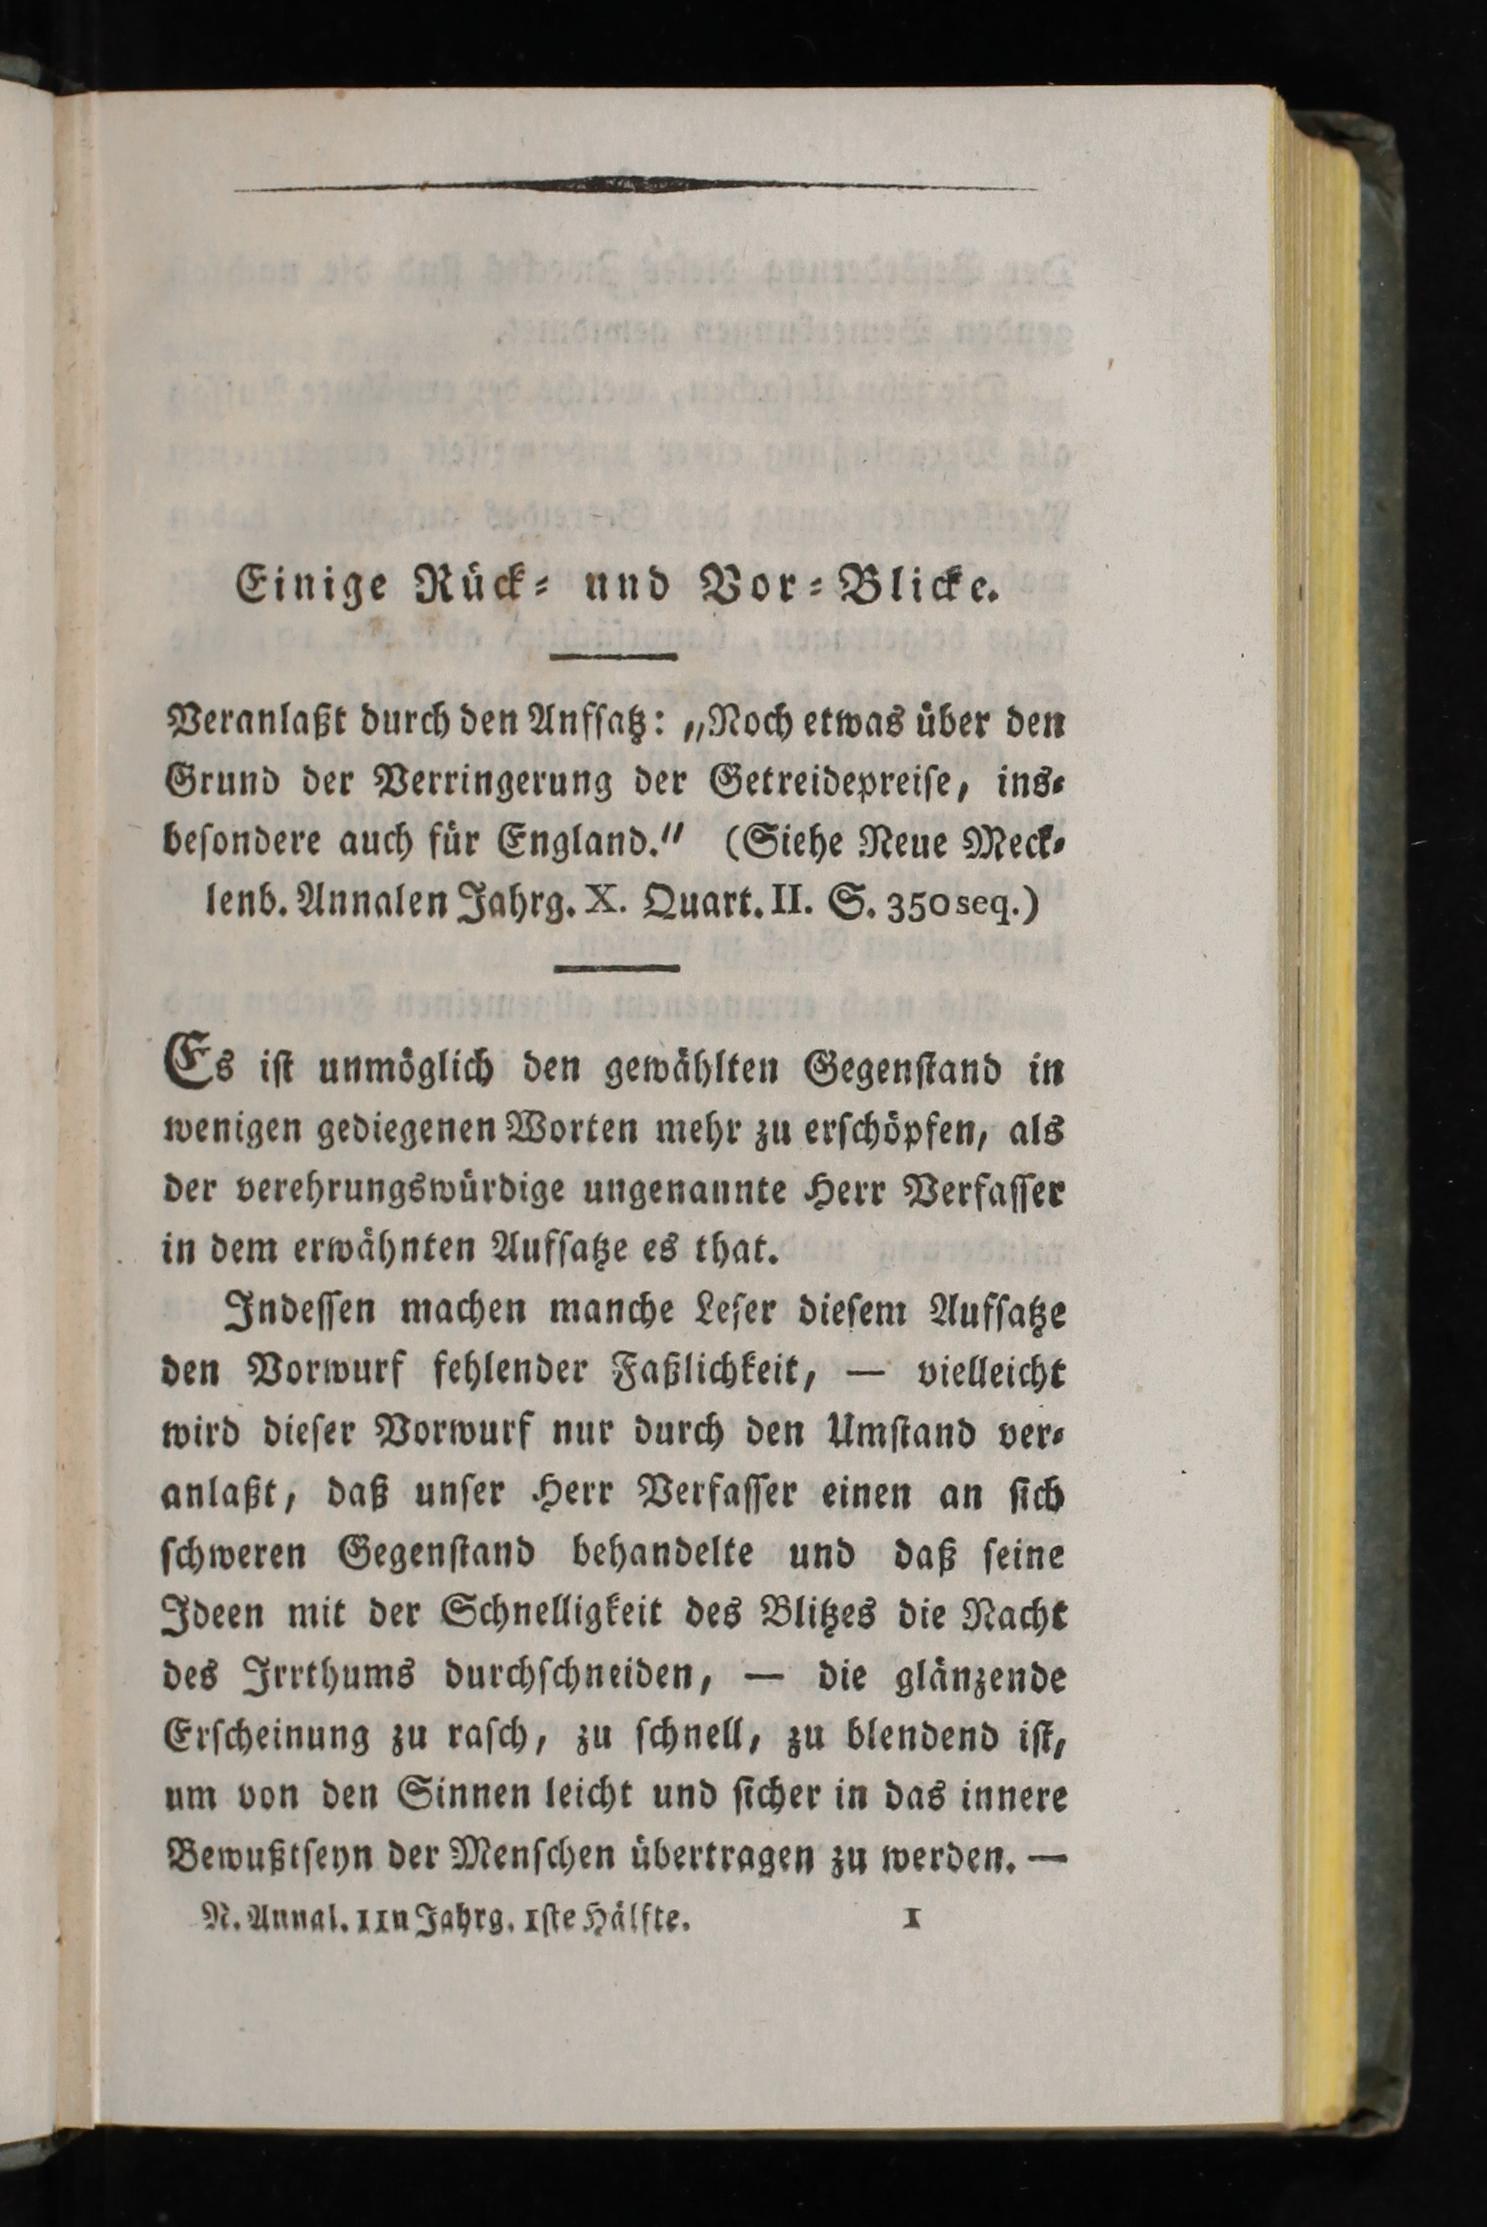 Einige Rück- und Vor-Blicke.
Veranlaßt durch den Aufsatz: „Noch etwas über den
Grund der Verringerung der Getreidepreise, ins-
besondere auch für England.“ (Siehe Neue Meck-
lenb. Annalen Jahrg. X. Quart. II. S. 350 seq.)
Es ist unmöglich den gewählten Gegenstand in
wenigen gediegenen Worten mehr zu erschöpfen, als
der verehrungswürdige ungenannte Herr Verfasser
in dem erwähnten Aufsatze es that.
Indessen machen manche Leser diesem Aufsatze
den Vorwurf fehlender Faßlichkeit, — vielleicht
wird dieser Vorwurf nur durch den Umstand ver-
anlaßt, daß unser Herr Verfasser einen an sich
schweren Gegenstand behandelte und daß seine
Ideen mit der Schnelligkeit des Blitzes die Nacht
des Irrthums durchschneiden, — die glänzende
Erscheinung zu rasch, zu schnell, zu blendend ist,
um von den Sinnen leicht und sicher in das innere
Bewußtseyn der Menschen übertragen zu werden. —
N. Annal. 11n Jahrg. 1ste Hälfte. 1